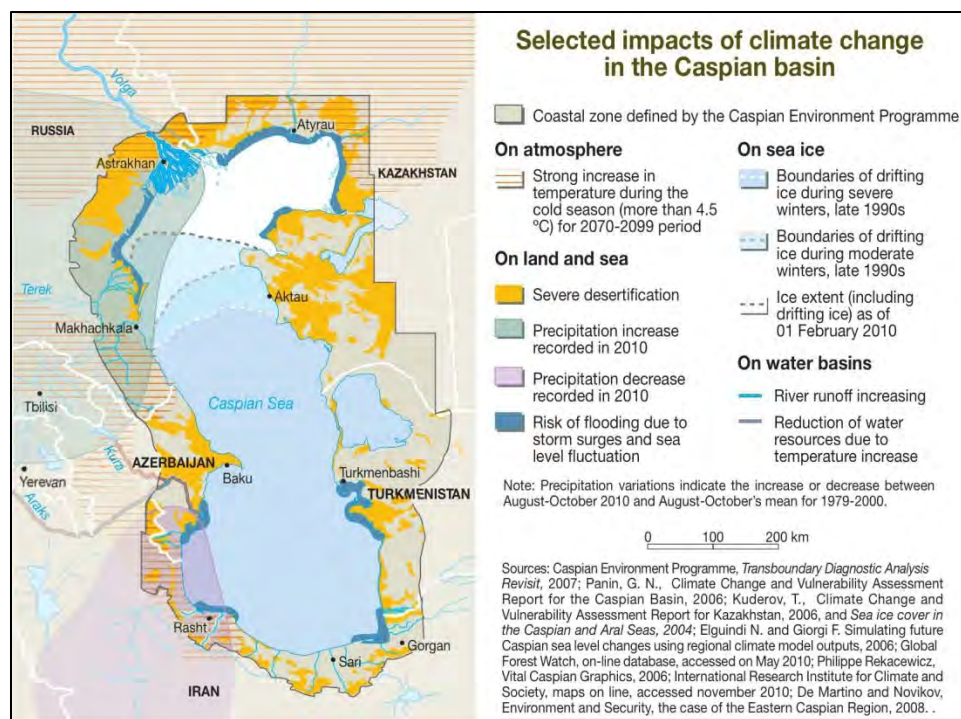 Selected impacts of climate change
in the Caspian basin
Coastal zone defined by the Caspian Environment Programme
On atmosphere
Strong increase in
temperature during the
cold season (more than 4.5
ºC) for 2070-2099 period
On land and sea
Severe desertification
Precipitation increase
recorded in 2010
Precipitation decrease
recorded in 2010
Risk of flooding due to
storm surges and sea
level fluctuation
On sea ice
Boundaries of drifting
ice during severe
winters, late 1990s
Boundaries of drifting
ice during moderate
winters, late 1990s
Ice extent (including
drifting ice) as of
01 February 2010
On water basins
River runoff increasing
Reduction of water
resources due to
temperature increase
Note: Precipitation variations indicate the increase or decrease between
August-October 2010 and August-October's mean for 1979-2000.
0 100 200 km
Sources: Caspian Environment Programme, Transboundary Diagnostic Analysis
Revisit, 2007; Panin, G. N., Climate Change and Vulnerability Assessment
Report for the Caspian Basin, 2006; Kuderov, T., Climate Change and
Vulnerability Assessment Report for Kazakhstan, 2006, and Sea ice cover in
the Caspian and Aral Seas, 2004; Elguindi N. and Giorgi F. Simulating future
Caspian sea level changes using regional climate model outputs, 2006; Global
Forest Watch, on-line database, accessed on May 2010; Philippe Rekacewicz,
Vital Caspian Graphics, 2006; International Research Institute for Climate and
Society, maps on line, accessed november 2010; De Martino and Novikov,
Environment and Security, the case of the Eastern Caspian Region, 2008. .
Volga
RUSSIA
Atyrau
Astrakhan
KAZAKHSTAN
Terek
Aktau
Makhachkala
Tbilisi
Caspian Sea
Kura
AZERBAIJAN
Baku
Yerevan
Araks
Turkmenbashi
TURKMENISTAN
Rasht
Gorgan
Sari
IRAN